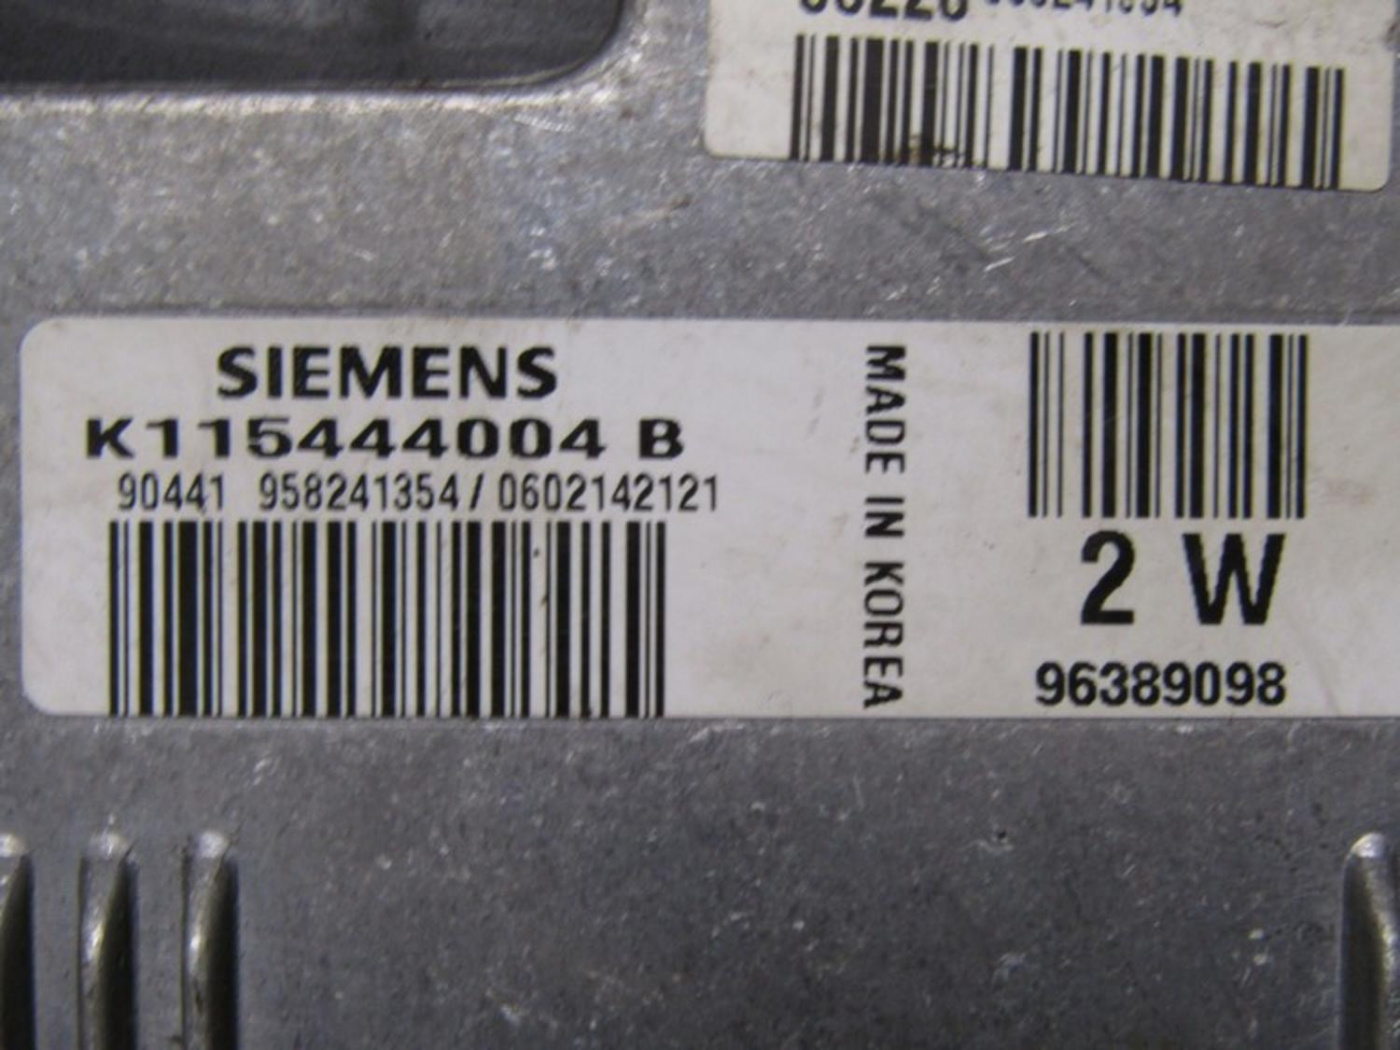 SIEMENS
K115444004 B
90441 958241354 / 0602142121
MADE IN KOREA
2 W
96389098